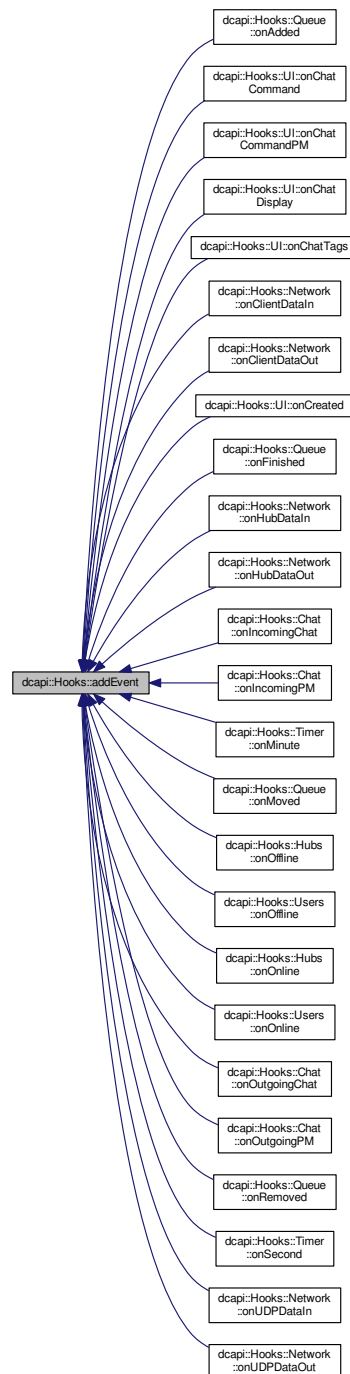 dcapi::Hooks::Queue
::onAdded
dcapi::Hooks::UI::onChat
Command
dcapi::Hooks::UI::onChat
CommandPM
dcapi::Hooks::UI::onChat
Display
dcapi::Hooks::UI::onChatTags
dcapi::Hooks::Network
::onClientDataIn
dcapi::Hooks::Network
::onClientDataOut
dcapi::Hooks::UI::onCreated
dcapi::Hooks::Queue
::onFinished
dcapi::Hooks::Network
::onHubDataIn
dcapi::Hooks::Network
::onHubDataOut
dcapi::Hooks::Chat
::onIncomingChat
dcapi::Hooks::addEvent
dcapi::Hooks::Chat
::onIncomingPM
dcapi::Hooks::Timer
::onMinute
dcapi::Hooks::Queue
::onMoved
dcapi::Hooks::Hubs
::onOffline
dcapi::Hooks::Users
::onOffline
dcapi::Hooks::Hubs
::onOnline
dcapi::Hooks::Users
::onOnline
dcapi::Hooks::Chat
::onOutgoingChat
dcapi::Hooks::Chat
::onOutgoingPM
dcapi::Hooks::Queue
::onRemoved
dcapi::Hooks::Timer
::onSecond
dcapi::Hooks::Network
::onUDPDataIn
dcapi::Hooks::Network
::onUDPDataOut